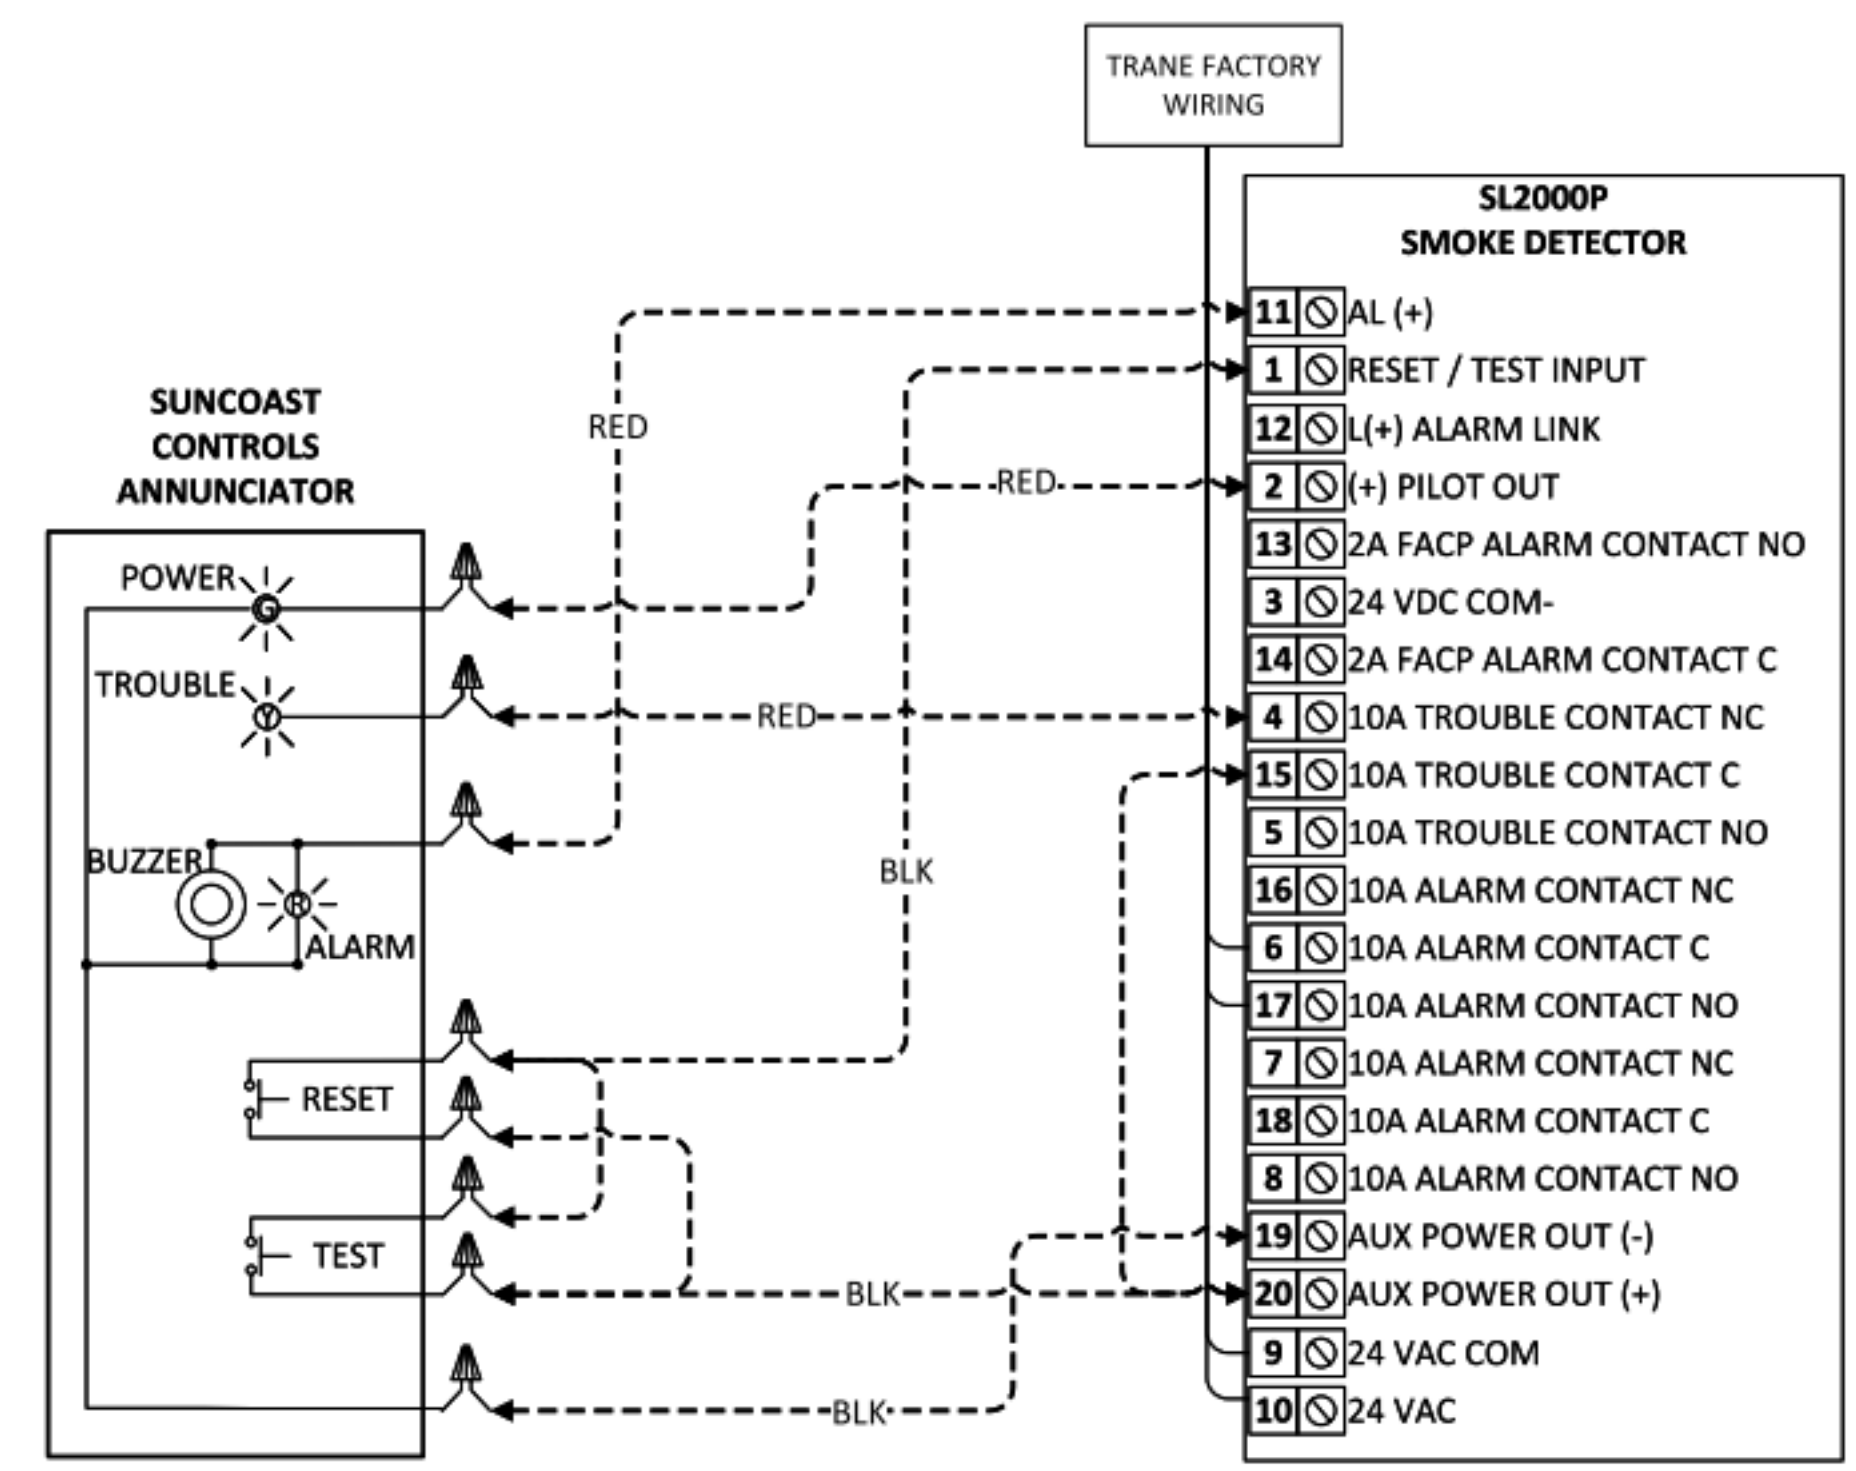 TRANE FACTORY
WIRING
SL2000P
SMOKE DETECTOR
11 AL (+)
1 RESET / TEST INPUT
12 L(+) ALARM LINK
2 (+) PILOT OUT
13 2A FACP ALARM CONTACT NO
3 24 VDC COM-
14 2A FACP ALARM CONTACT C
4 10A TROUBLE CONTACT NC
15 10A TROUBLE CONTACT C
5 10A TROUBLE CONTACT NO
16 10A ALARM CONTACT NC
6 10A ALARM CONTACT C
17 10A ALARM CONTACT NO
7 10A ALARM CONTACT NC
18 10A ALARM CONTACT C
8 10A ALARM CONTACT NO
19 AUX POWER OUT (-)
20 AUX POWER OUT (+)
9 24 VAC COM
10 24 VAC
RED
RED
RED
BLK
BLK
BLK
SUNCOAST
CONTROLS
ANNUNCIATOR
POWER
G
TROUBLE
Y
BUZZER
R
ALARM
RESET
TEST